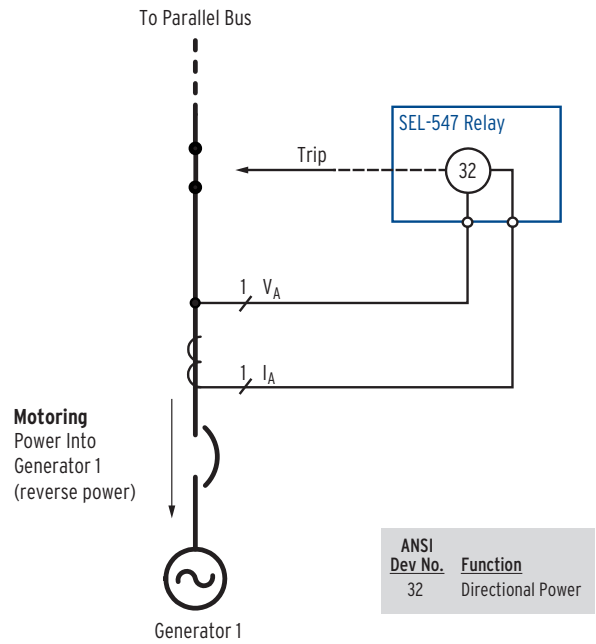 To Parallel Bus
SEL-547 Relay
Trip
32
1 VA
1 IA
Motoring
Power Into
Generator 1
(reverse power)
ANSI
Dev No. Function
32 Directional Power
Generator 1